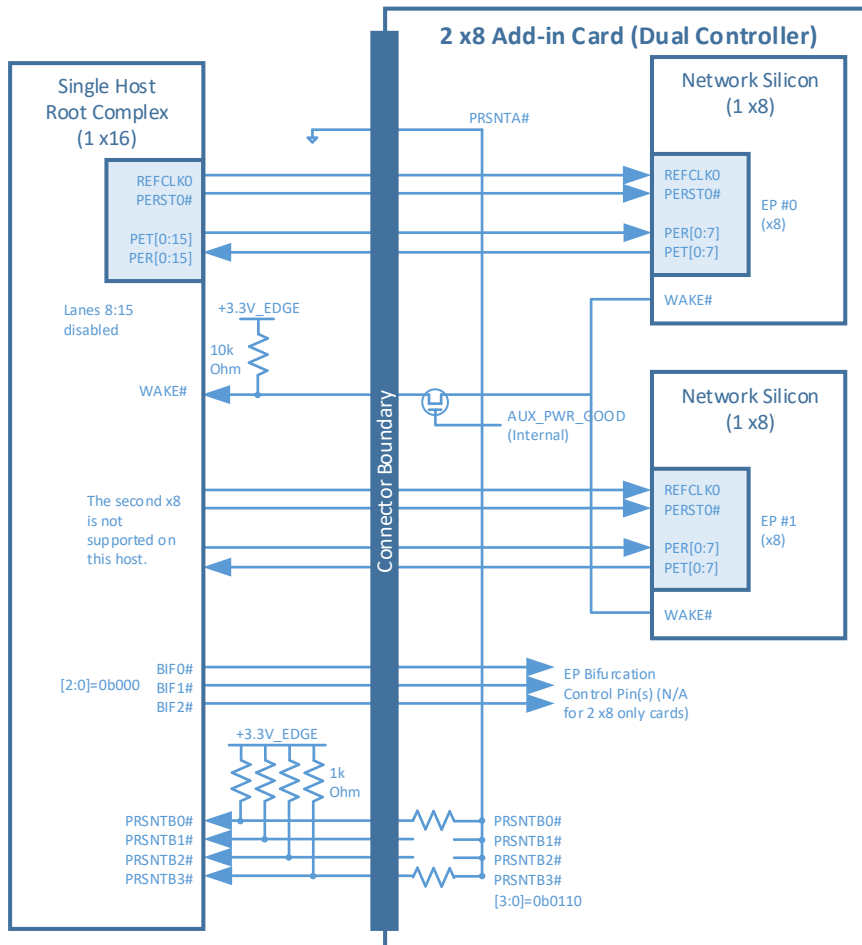 2 x8 Add-in Card (Dual Controller)
Single Host
Root Complex
(1 x16)
REFCLK0
PERST0#
PET[0:15]
PER[0:15]
Lanes 8:15
disabled
+3.3V_EDGE
10k
Ohm
WAKE#
The second x8
is not
supported on
this host.
[2:0]=0b000
BIF0#
BIF1#
BIF2#
+3.3V_EDGE
1k
Ohm
PRSNTB0#
PRSNTB1#
PRSNTB2#
PRSNTB3#
Connector Boundary
PRSNTA#
Network Silicon
(1 x8)
REFCLK0
PERST0#
PER[0:7]
PET[0:7]
EP #0
(x8)
WAKE#
AUX_PWR_GOOD
(Internal)
Network Silicon
(1 x8)
REFCLK0
PERST0#
PER[0:7]
PET[0:7]
EP #1
(x8)
WAKE#
EP Bifurcation
Control Pin(s) (N/A
for 2 x8 only cards)
PRSNTB0#
PRSNTB1#
PRSNTB2#
PRSNTB3#
[3:0]=0b0110